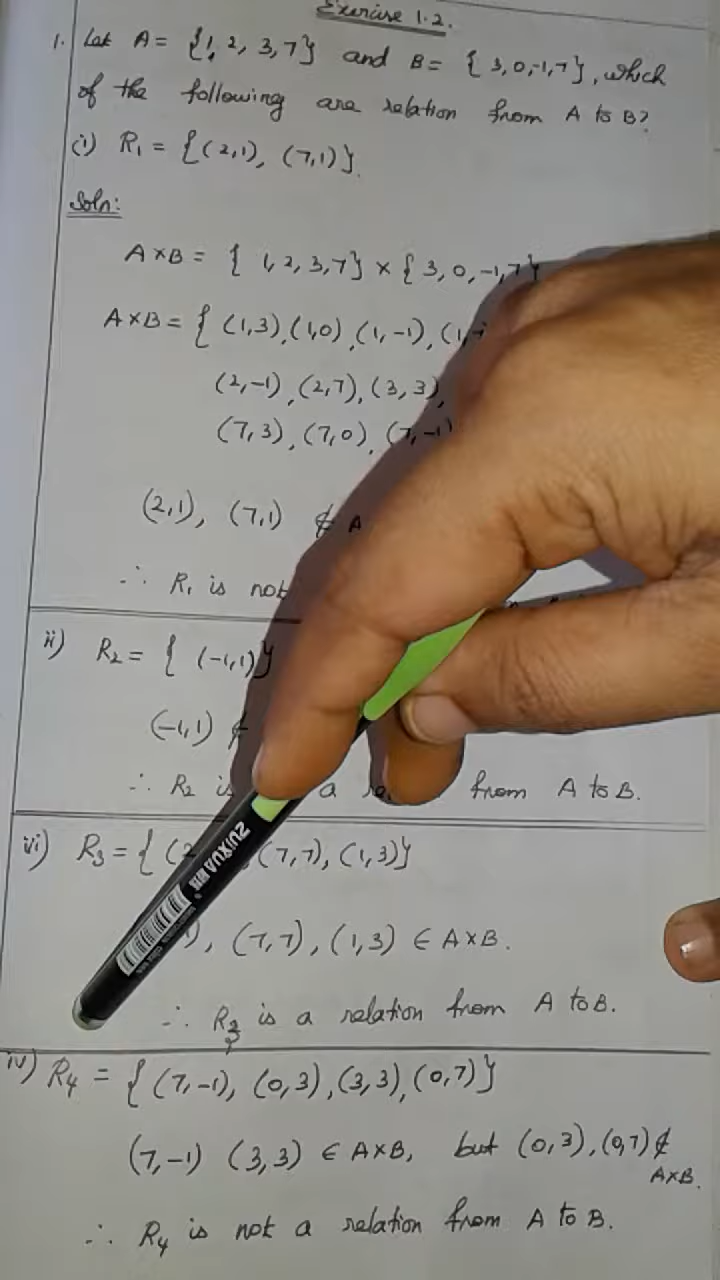 Exercise 1.2.
1. Let A = {1, 2, 3, 7} and B = {3, 0, -1, 7}, which
of the following are relation from A to B?
(i) R₁ = {(2,1), (7,1)}
Soln:
A×B = {1, 2, 3, 7} × {3, 0, -1, 7}
A×B = {(1,3), (1,0), (1,-1), (1,
(2,-1), (2,7), (3,3),
(7,3), (7,0), (7,-1)
(2,1), (7,1) ∉ A
∴ R₁ is not
ii) R₂ = {(-1,1)}
(-1,1) ∉
∴ R₂ is a from A to B.
iii) R₃ = {(2 (7,7), (1,3)}
), (7,7), (1,3) ∈ A×B.
∴ R₃ is a relation from A to B.
ZUIXUA
iv) R₄ = {(7,-1), (0,3), (3,3), (0,7)}
(7,-1) (3,3) ∈ A×B, but (0,3), (0,7) ∉
A×B.
∴ R₄ is not a relation from A to B.